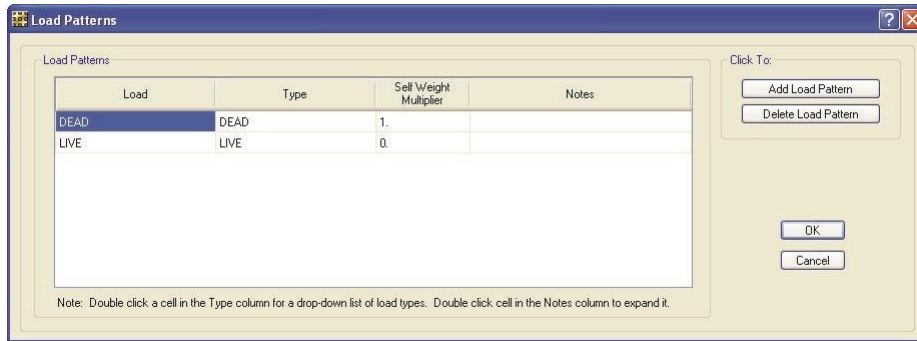 Load Patterns
Load Patterns
Click To:
Load Type Self Weight Multiplier Notes
DEAD DEAD 1.
LIVE LIVE 0.
Add Load Pattern
Delete Load Pattern
OK
Cancel
Note: Double click a cell in the Type column for a drop-down list of load types. Double click cell in the Notes column to expand it.